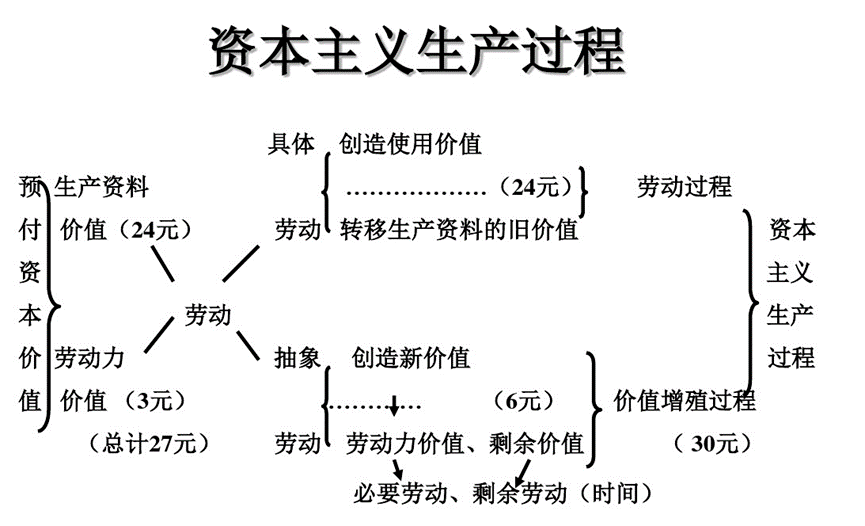 资本主义生产过程
具体 创造使用价值
预 生产资料 ………………（24元） 劳动过程
付 价值（24元） 劳动 转移生产资料的旧价值 资本
资 主义
本 劳动 生产
价 劳动力 抽象 创造新价值 过程
值 价值 （3元） ………… （6元） 价值增殖过程
（总计27元） 劳动 劳动力价值、剩余价值 （ 30元）
必要劳动、剩余劳动（时间）